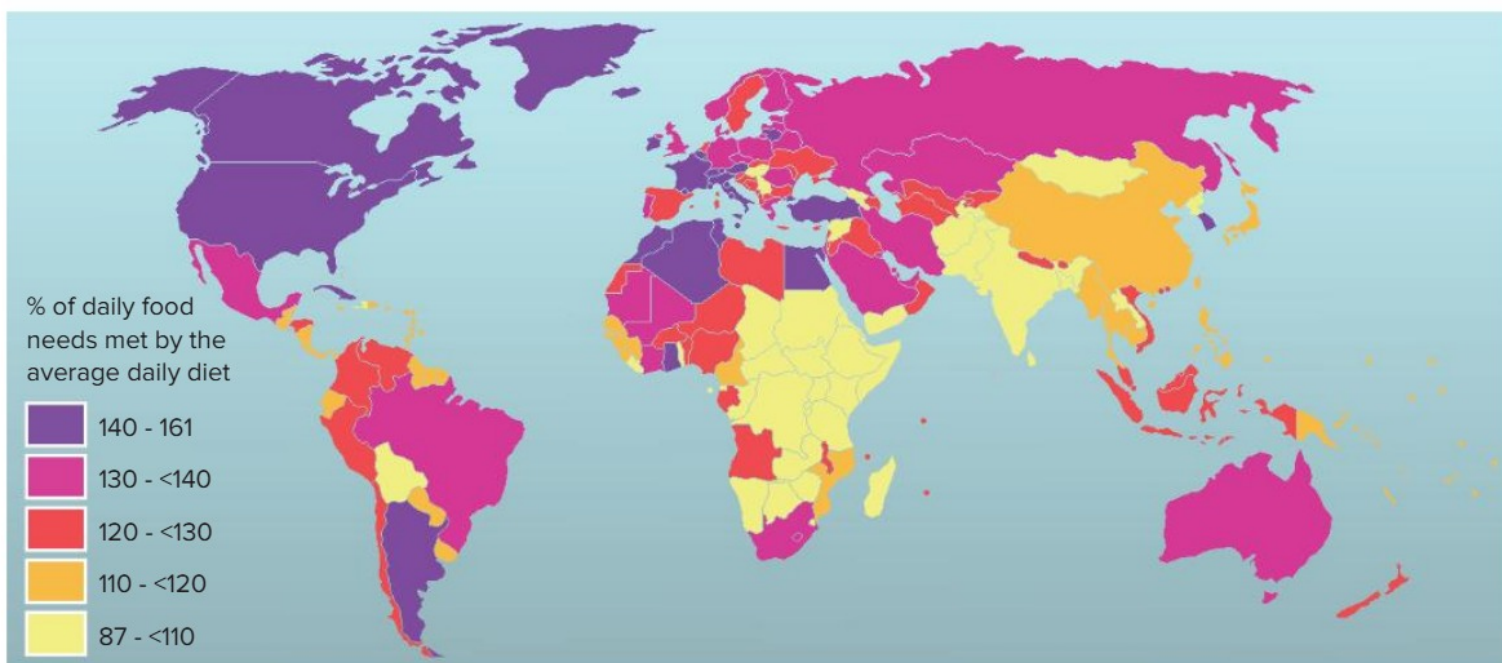 % of daily food
needs met by the
average daily diet
140 - 161
130 - <140
120 - <130
110 - <120
87 - <110